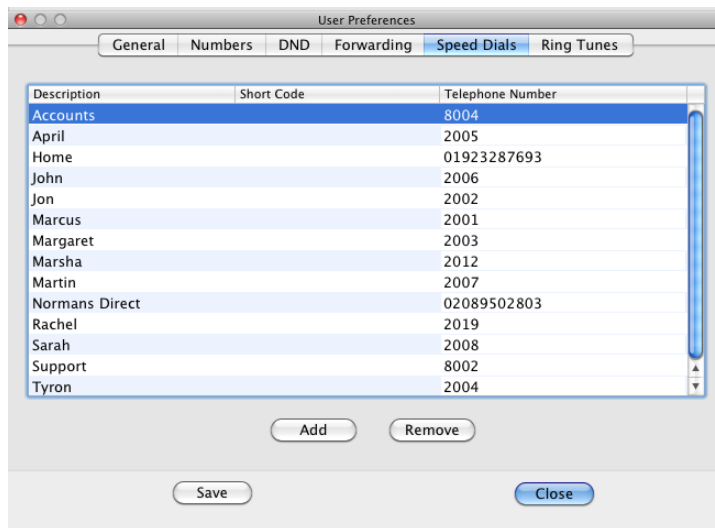 User Preferences
General Numbers DND Forwarding Speed Dials Ring Tunes
Description Short Code Telephone Number
Accounts 8004
April 2005
Home 01923287693
John 2006
Jon 2002
Marcus 2001
Margaret 2003
Marsha 2012
Martin 2007
Normans Direct 02089502803
Rachel 2019
Sarah 2008
Support 8002
Tyron 2004
Add Remove
Save Close